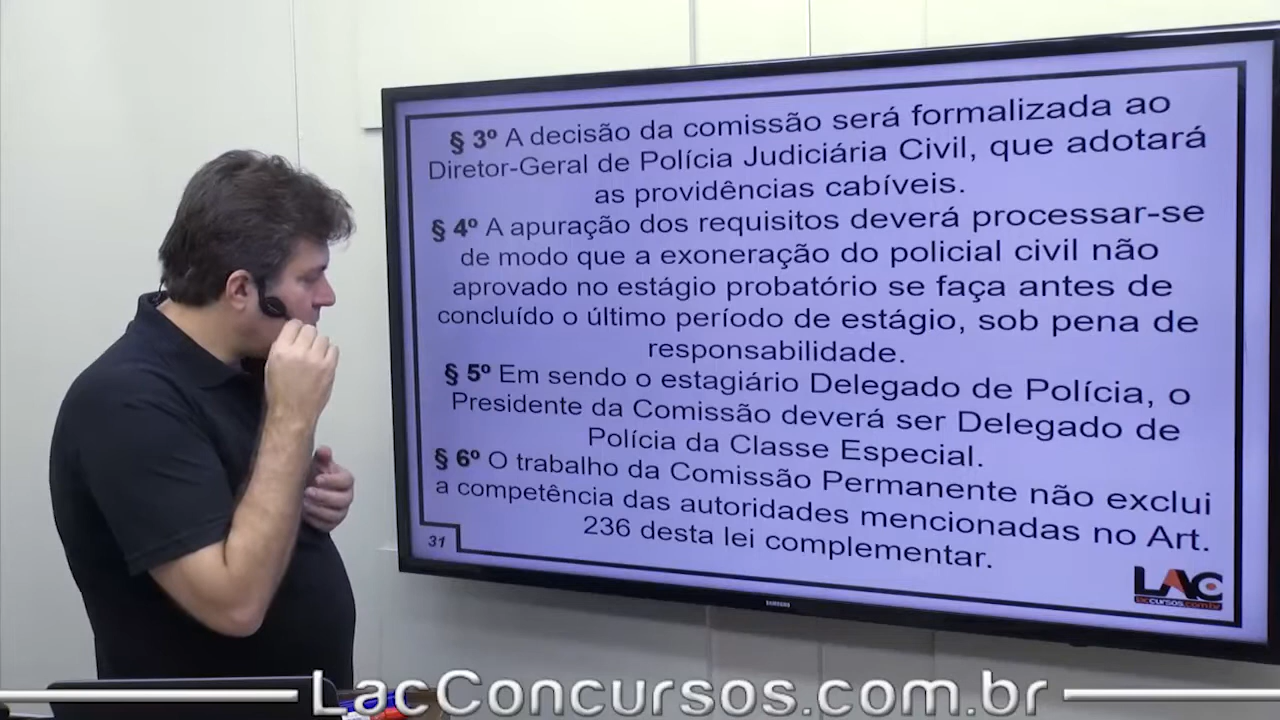 § 3º A decisão da comissão será formalizada ao
Diretor-Geral de Polícia Judiciária Civil, que adotará
as providências cabíveis.
§ 4º A apuração dos requisitos deverá processar-se
de modo que a exoneração do policial civil não
aprovado no estágio probatório se faça antes de
concluído o último período de estágio, sob pena de
responsabilidade.
§ 5º Em sendo o estagiário Delegado de Polícia, o
Presidente da Comissão deverá ser Delegado de
Polícia da Classe Especial.
§ 6º O trabalho da Comissão Permanente não exclui
a competência das autoridades mencionadas no Art.
236 desta lei complementar.
31
LAC
laccursos.com.br
SAMSUNG
LacConcursos.com.br